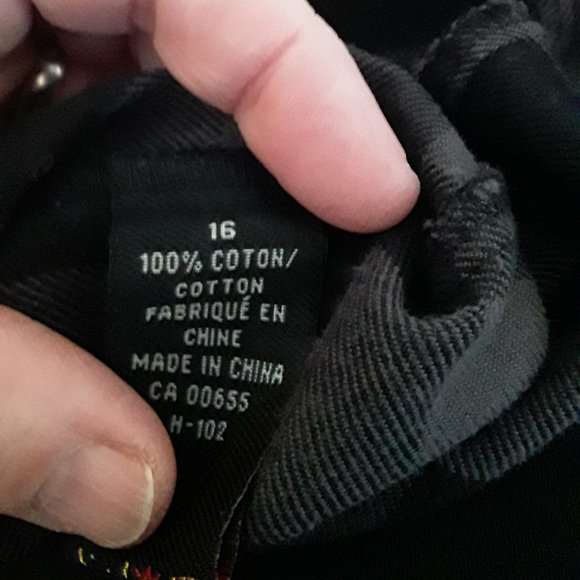 16
100% COTON/
COTTON
FABRIQUÉ EN
CHINE
MADE IN CHINA
CA 00655
H-102